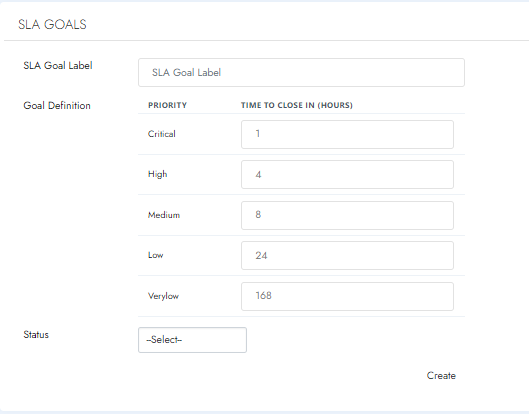 SLA GOALS
SLA Goal Label
SLA Goal Label
Goal Definition
PRIORITY TIME TO CLOSE IN (HOURS)
Critical 1
High 4
Medium 8
Low 24
Verylow 168
Status
--Select--
Create